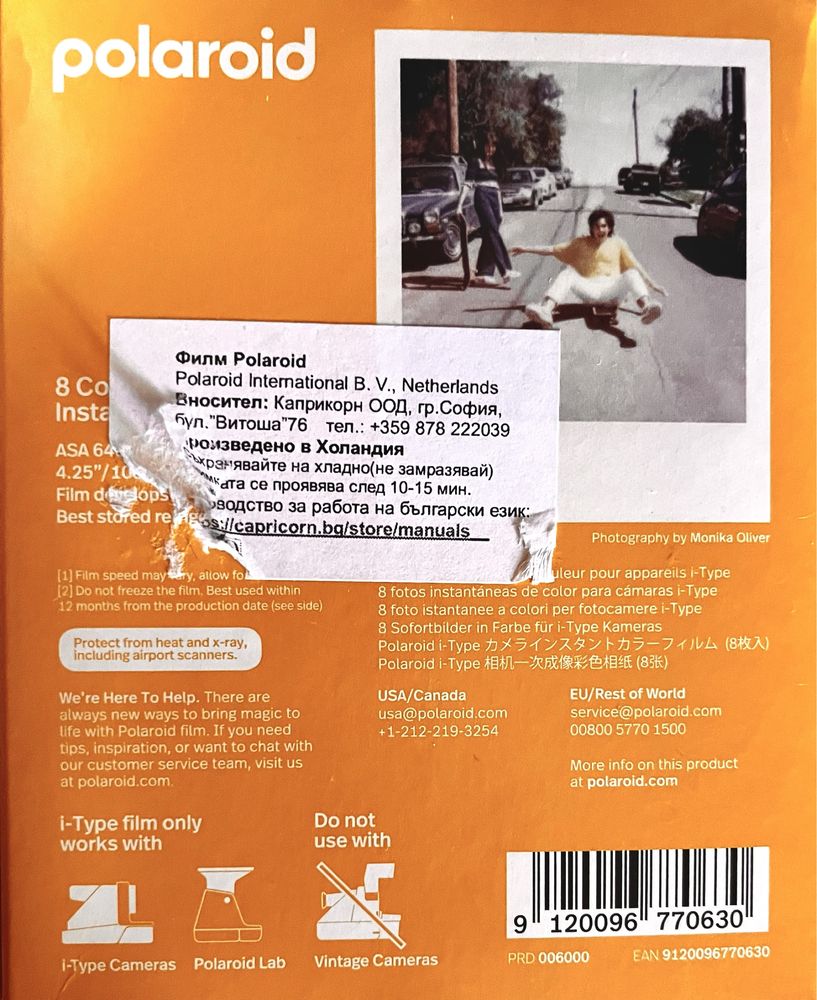 polaroid
8 Co
Insta
ASA 64
4.25"/10
Film develops
Best stored re
Филм Polaroid
Polaroid International B. V., Netherlands
Вносител: Каприкорн ООД, гр.София,
бул."Витоша"76 тел.: +359 878 222039
произведено в Холандия
Съхранявайте на хладно(не замразявай)
та се проявява след 10-15 мин.
водство за работа на български език:
s://capricorn.bg/store/manuals
Photography by Monika Oliver
[1] Film speed may vary, allow fo
[2] Do not freeze the film. Best used within
12 months from the production date (see side)
Protect from heat and x-ray,
including airport scanners.
We're Here To Help. There are
always new ways to bring magic to
life with Polaroid film. If you need
tips, inspiration, or want to chat with
our customer service team, visit us
at polaroid.com.
uleur pour appareils i-Type
8 fotos instantáneas de color para cámaras i-Type
8 foto istantanee a colori per fotocamere i-Type
8 Sofortbilder in Farbe für i-Type Kameras
Polaroid i-Type カメラインスタントカラーフィルム (8枚入)
Polaroid i-Type 相机一次成像彩色相纸 (8张)
USA/Canada
usa@polaroid.com
+1-212-219-3254
EU/Rest of World
service@polaroid.com
00800 5770 1500
More info on this product
at polaroid.com
i-Type film only
works with
i-Type Cameras
Polaroid Lab
Do not
use with
Vintage Cameras
9 120096 770630
PRD 006000
EAN 9120096770630